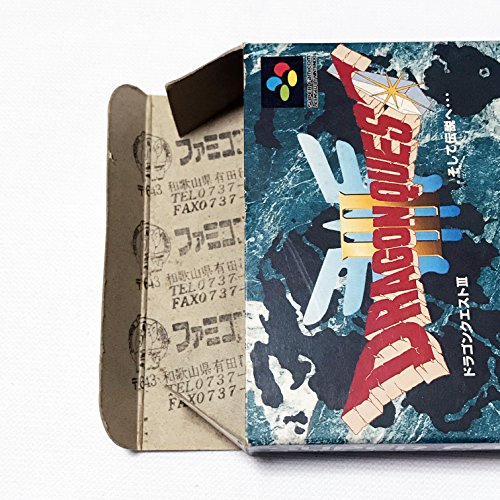 ファミコン
〒643 和歌山県有田
TEL0737-
FAX0737-
ファミコン
〒643 和歌山県有田
TEL0737-
FAX0737-
ファミコン
〒643 和歌山県有田
TEL0737-
FAX0737-
DRAGON QUEST
III
そして伝説へ…
ドラゴンクエストIII